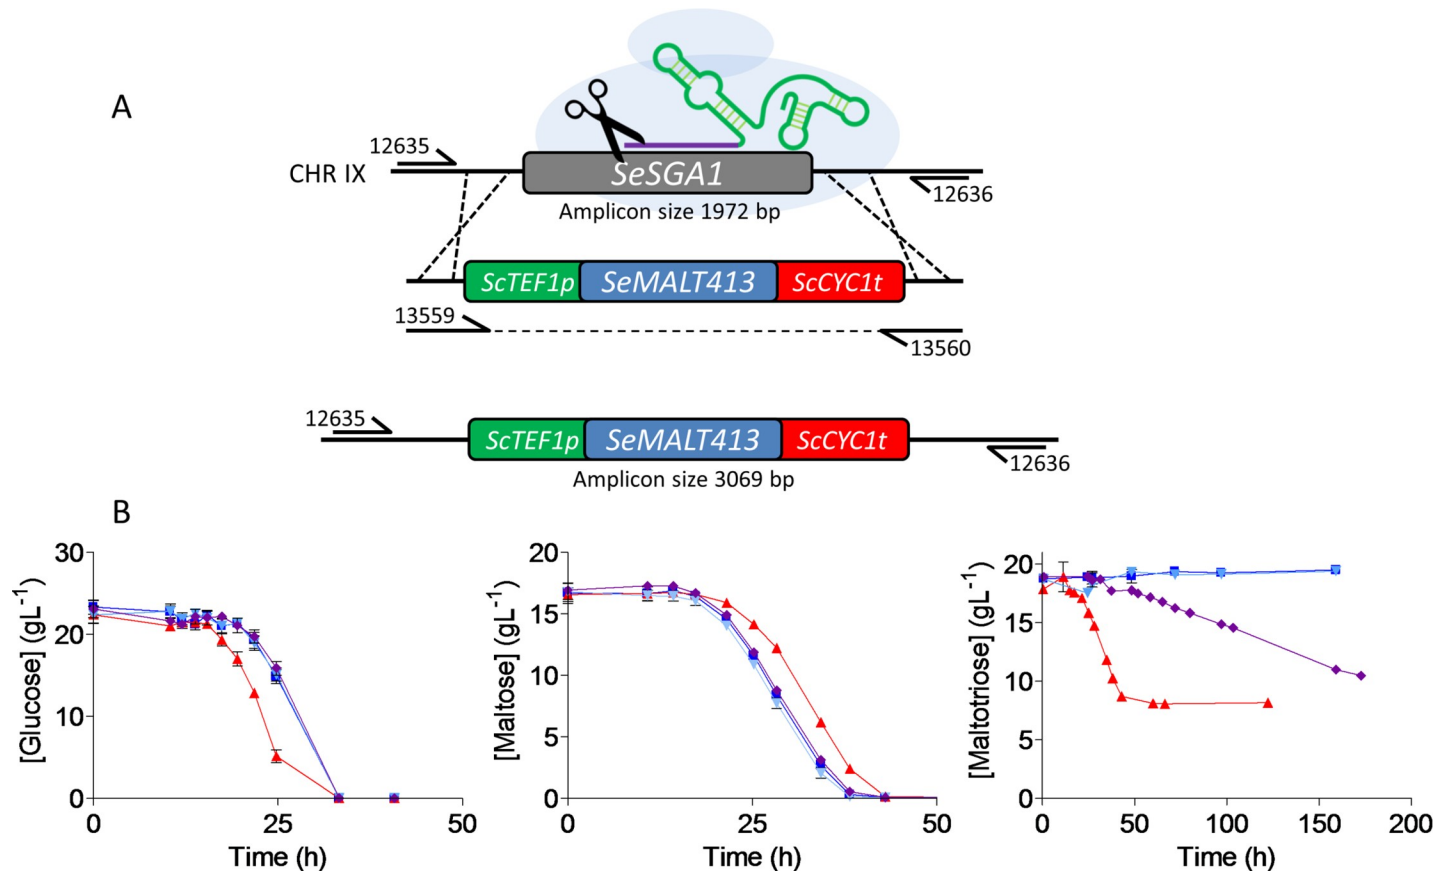 A
12635
CHR IX
SeSGA1
12636
Amplicon size 1972 bp
ScTEF1p SeMALT413 ScCYC1t
13559
13560
12635
ScTEF1p SeMALT413 ScCYC1t
12636
Amplicon size 3069 bp
B
[Glucose] (gL⁻¹)
30
20
10
0
0 25 50
Time (h)
[Maltose] (gL⁻¹)
20
15
10
5
0
0 25 50
Time (h)
[Maltotriose] (gL⁻¹)
20
15
10
5
0
0 50 100 150 200
Time (h)